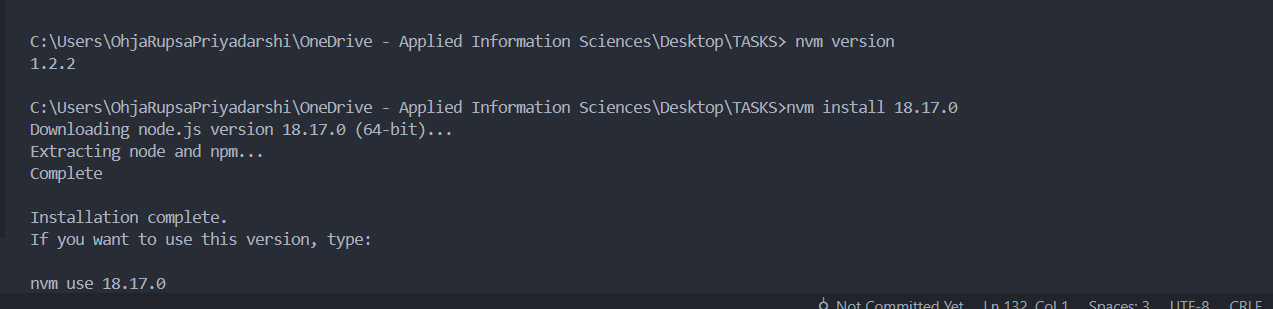 C:\Users\OhjaRupsaPriyadarshi\OneDrive - Applied Information Sciences\Desktop\TASKS> nvm version
1.2.2
C:\Users\OhjaRupsaPriyadarshi\OneDrive - Applied Information Sciences\Desktop\TASKS>nvm install 18.17.0
Downloading node.js version 18.17.0 (64-bit)...
Extracting node and npm...
Complete
Installation complete.
If you want to use this version, type:
nvm use 18.17.0
Not Committed Yet Ln 132, Col 1 Spaces: 3 UTF-8 CRLF